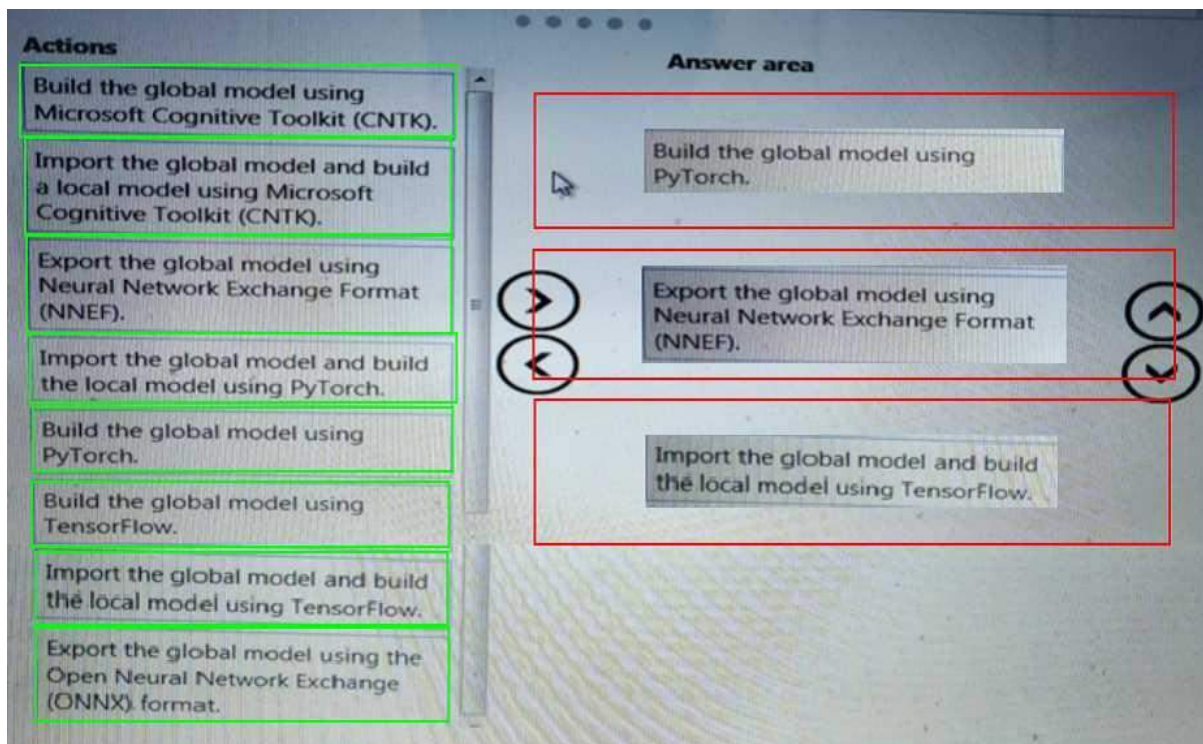 Actions
Build the global model using
Microsoft Cognitive Toolkit (CNTK).
Import the global model and build
a local model using Microsoft
Cognitive Toolkit (CNTK).
Export the global model using
Neural Network Exchange Format
(NNEF).
Import the global model and build
the local model using PyTorch.
Build the global model using
PyTorch.
Build the global model using
TensorFlow.
Import the global model and build
the local model using TensorFlow.
Export the global model using the
Open Neural Network Exchange
(ONNX) format.
Answer area
Build the global model using
PyTorch.
Export the global model using
Neural Network Exchange Format
(NNEF).
Import the global model and build
the local model using TensorFlow.